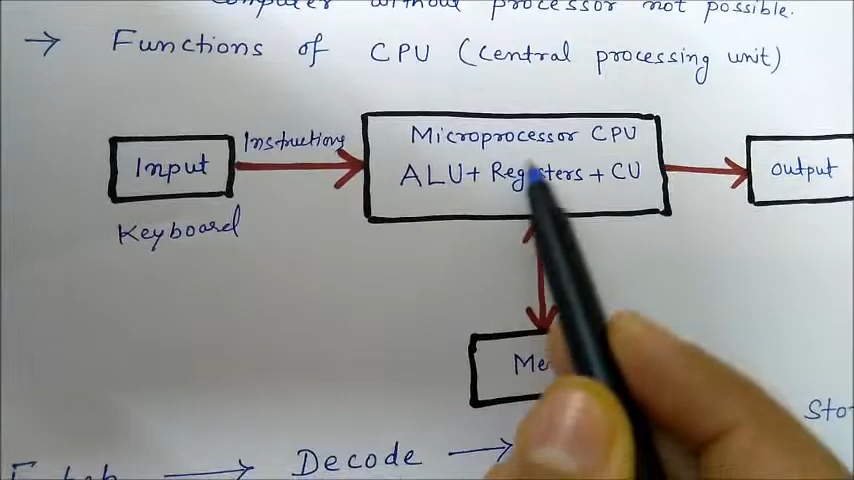 computer without processor not possible.
→ Functions of CPU (central processing unit)
Instructions
Microprocessor CPU
Input
ALU + Registers + CU
output
Keyboard
Decode